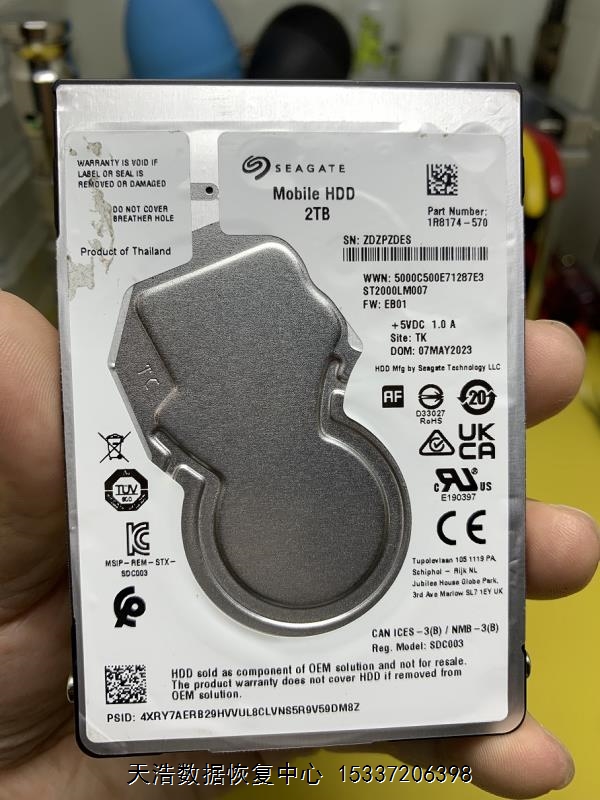 WARRANTY IS VOID IF
LABEL OR SEAL IS
REMOVED OR DAMAGED
DO NOT COVER
BREATHER HOLE
Product of Thailand
SEAGATE
Mobile HDD
2TB
Part Number:
1R8174-570
SN: ZDZPZDES
WWN: 5000C500E71287E3
ST2000LM007
FW: EB01
+5VDC 1.0 A
Site: TK
DOM: 07MAY2023
HDD Mfg by Seagate Technology LLC
TC
AF
D33027
RoHS
20
UK
CA
c RU US
E190397
CE
TUV
MSIP-REM-STX-
SDC003
Tupolevlaan 105 1119 PA,
Schiphol - Rijk NL
Jubilee House Globe Park,
3rd Ave Marlow SL7 1EY UK
CAN ICES-3(B) / NMB-3(B)
Reg. Model: SDC003
HDD sold as component of OEM solution and not for resale.
The product warranty does not cover HDD if removed from
OEM solution.
PSID: 4XRY7AERB29HVVUL8CLVNS5R9V59DM8Z
天浩数据恢复中心 15337206398